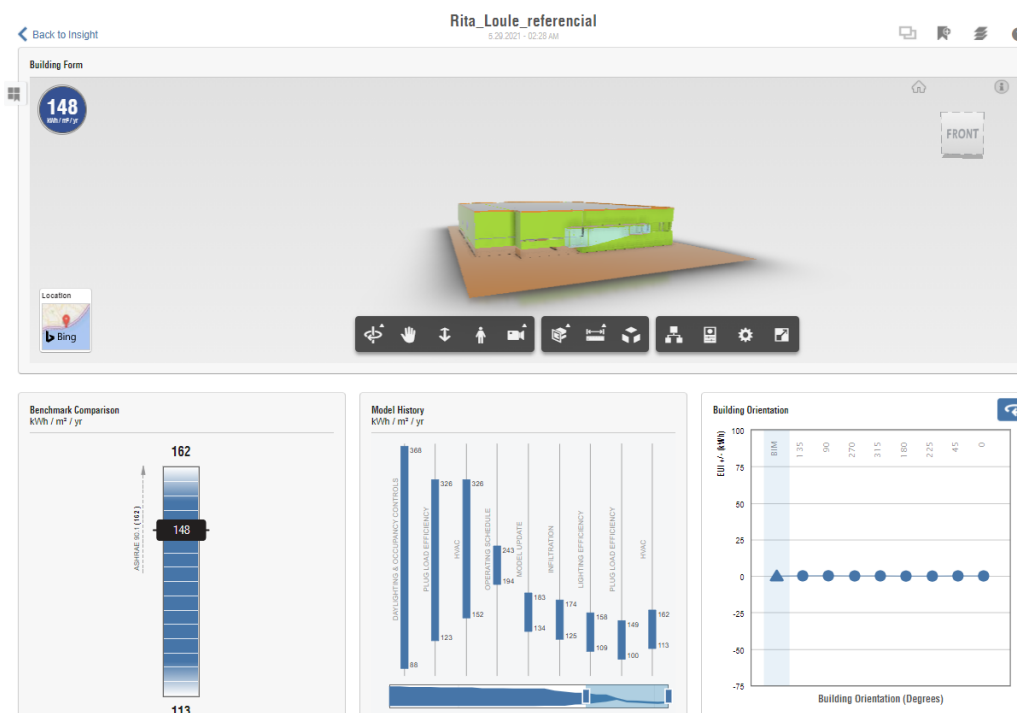 Rita_Loule_referencial
Back to Insight
6.29.2021 - 02:28 AM
Building Form
148
kWh / m² / yr
FRONT
Location
Bing
Benchmark Comparison
kWh / m² / yr
162
ASHRAE 90.1 (162)
148
113
Model History
kWh / m² / yr
DAYLIGHTING & OCCUPANCY CONTROLS
368
88
PLUG LOAD EFFICIENCY
326
123
HVAC
326
152
OPERATING SCHEDULE
243
194
MODEL UPDATE
183
134
INFILTRATION
174
125
LIGHTING EFFICIENCY
158
109
PLUG LOAD EFFICIENCY
149
100
HVAC
162
113
Building Orientation
EUI +/- (kWh)
100
75
50
25
0
-25
-50
-75
BIM
135
90
270
315
180
225
45
0
Building Orientation (Degrees)